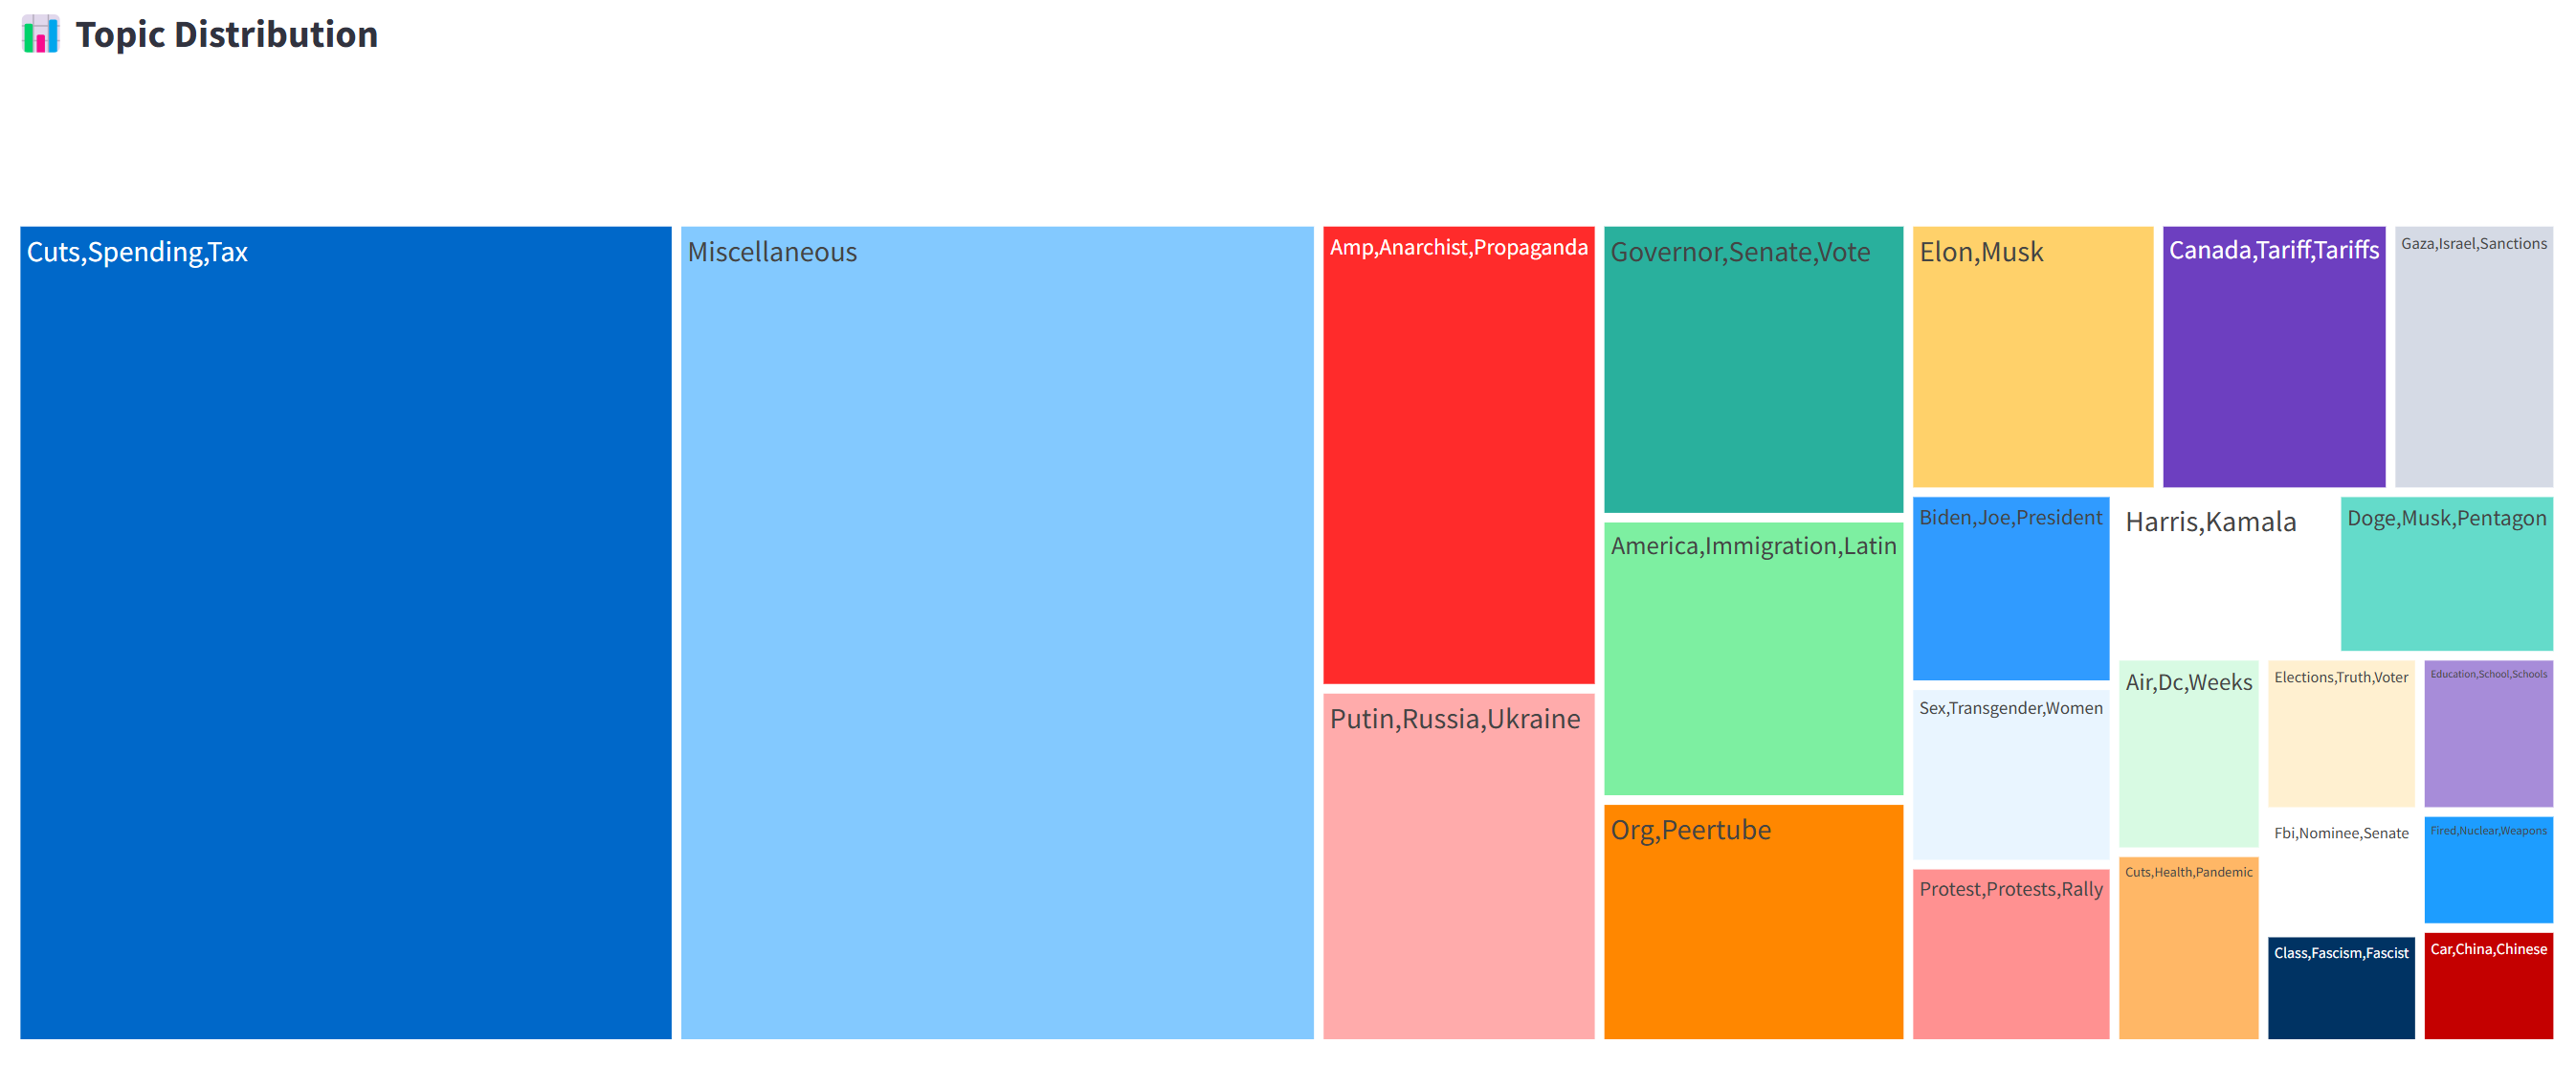 Topic Distribution
Cuts,Spending,Tax
Miscellaneous
Amp,Anarchist,Propaganda
Putin,Russia,Ukraine
Governor,Senate,Vote
America,Immigration,Latin
Org,Peertube
Elon,Musk
Canada,Tariff,Tariffs
Gaza,Israel,Sanctions
Biden,Joe,President
Sex,Transgender,Women
Protest,Protests,Rally
Harris,Kamala
Doge,Musk,Pentagon
Air,Dc,Weeks
Cuts,Health,Pandemic
Elections,Truth,Voter
Fbi,Nominee,Senate
Class,Fascism,Fascist
Education,School,Schools
Fired,Nuclear,Weapons
Car,China,Chinese